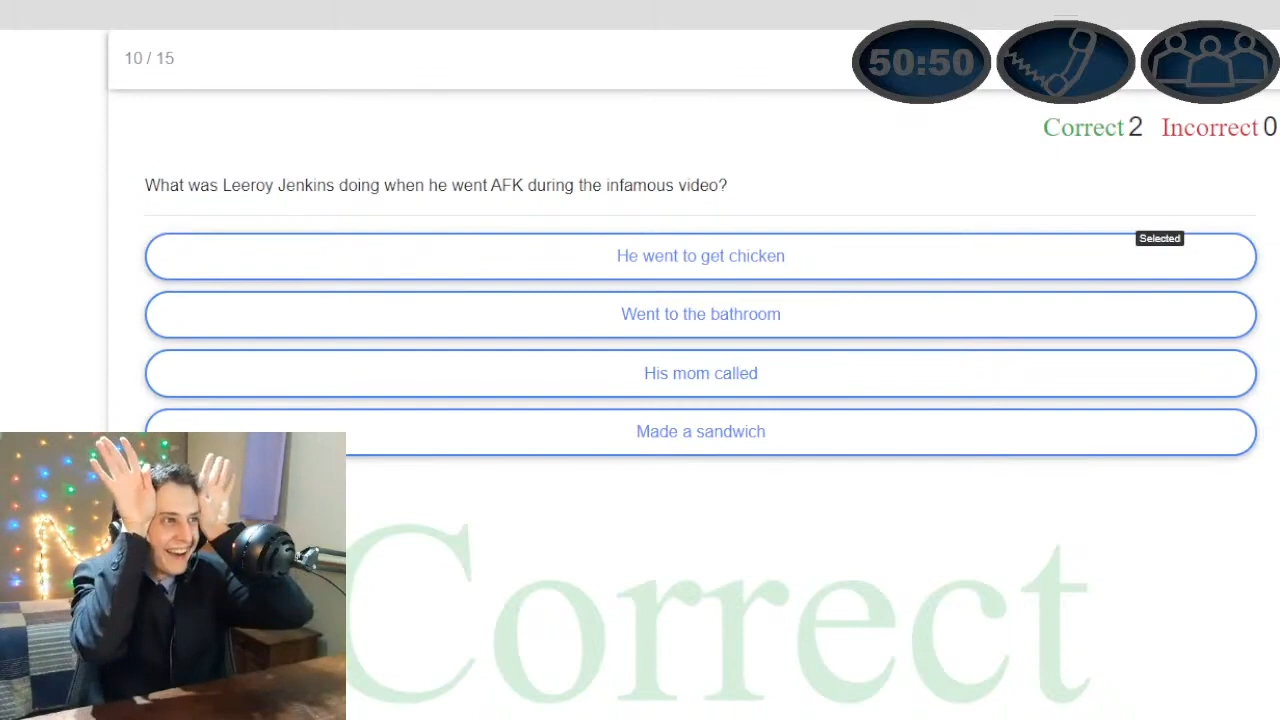 10 / 15
50:50
Correct 2 Incorrect 0
What was Leeroy Jenkins doing when he went AFK during the infamous video?
Selected
He went to get chicken
Went to the bathroom
His mom called
Made a sandwich
Correct